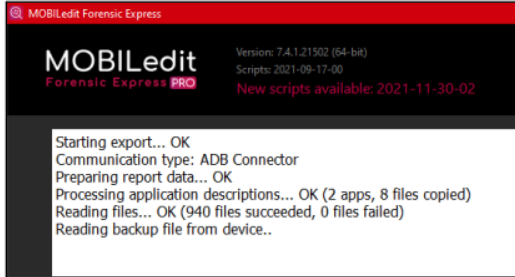 MOBILedit Forensic Express
MOBILedit
Forensic Express PRO
Version: 7.4.1.21502 (64-bit)
Scripts: 2021-09-17-00
New scripts available: 2021-11-30-02
Starting export... OK
Communication type: ADB Connector
Preparing report data... OK
Processing application descriptions... OK (2 apps, 8 files copied)
Reading files... OK (940 files succeeded, 0 files failed)
Reading backup file from device..